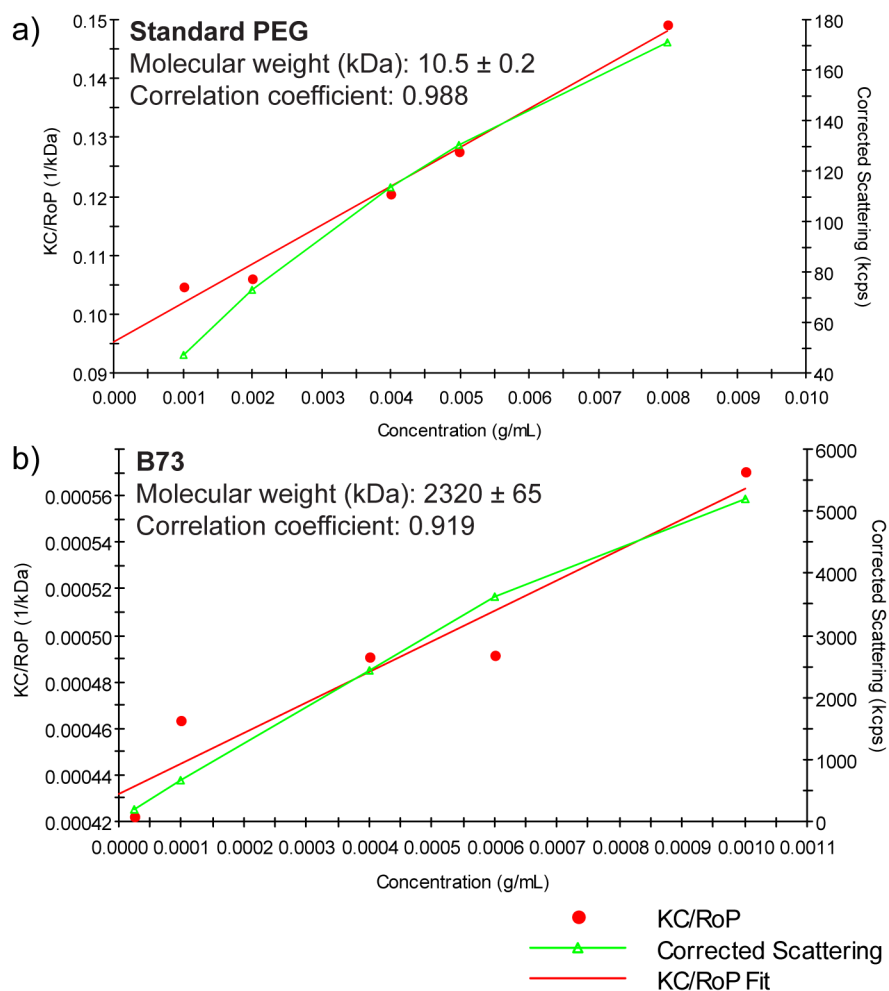 a)
Standard PEG
Molecular weight (kDa): 10.5 ± 0.2
Correlation coefficient: 0.988
KC/RoP (1/kDa)
0.15
0.14
0.13
0.12
0.11
0.10
0.09
180
160
140
120
100
80
60
40
Corrected Scattering (kcps)
0.000 0.001 0.002 0.003 0.004 0.005 0.006 0.007 0.008 0.009 0.010
Concentration (g/mL)
b)
B73
Molecular weight (kDa): 2320 ± 65
Correlation coefficient: 0.919
KC/RoP (1/kDa)
0.00056
0.00054
0.00052
0.00050
0.00048
0.00046
0.00044
0.00042
6000
5000
4000
3000
2000
1000
0
Corrected Scattering (kcps)
0.0000 0.0001 0.0002 0.0003 0.0004 0.0005 0.0006 0.0007 0.0008 0.0009 0.0010 0.0011
Concentration (g/mL)
KC/RoP
Corrected Scattering
KC/RoP Fit